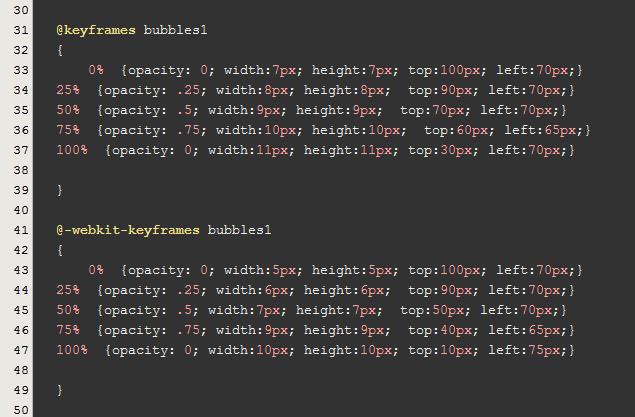 30
31 @keyframes bubbles1
32 {
33 0% {opacity: 0; width:7px; height:7px; top:100px; left:70px;}
34 25% {opacity: .25; width:8px; height:8px; top:90px; left:70px;}
35 50% {opacity: .5; width:9px; height:9px; top:70px; left:70px;}
36 75% {opacity: .75; width:10px; height:10px; top:60px; left:65px;}
37 100% {opacity: 0; width:11px; height:11px; top:30px; left:70px;}
38
39 }
40
41 @-webkit-keyframes bubbles1
42 {
43 0% {opacity: 0; width:5px; height:5px; top:100px; left:70px;}
44 25% {opacity: .25; width:6px; height:6px; top:90px; left:70px;}
45 50% {opacity: .5; width:7px; height:7px; top:50px; left:70px;}
46 75% {opacity: .75; width:9px; height:9px; top:40px; left:65px;}
47 100% {opacity: 0; width:10px; height:10px; top:10px; left:75px;}
48
49 }
50